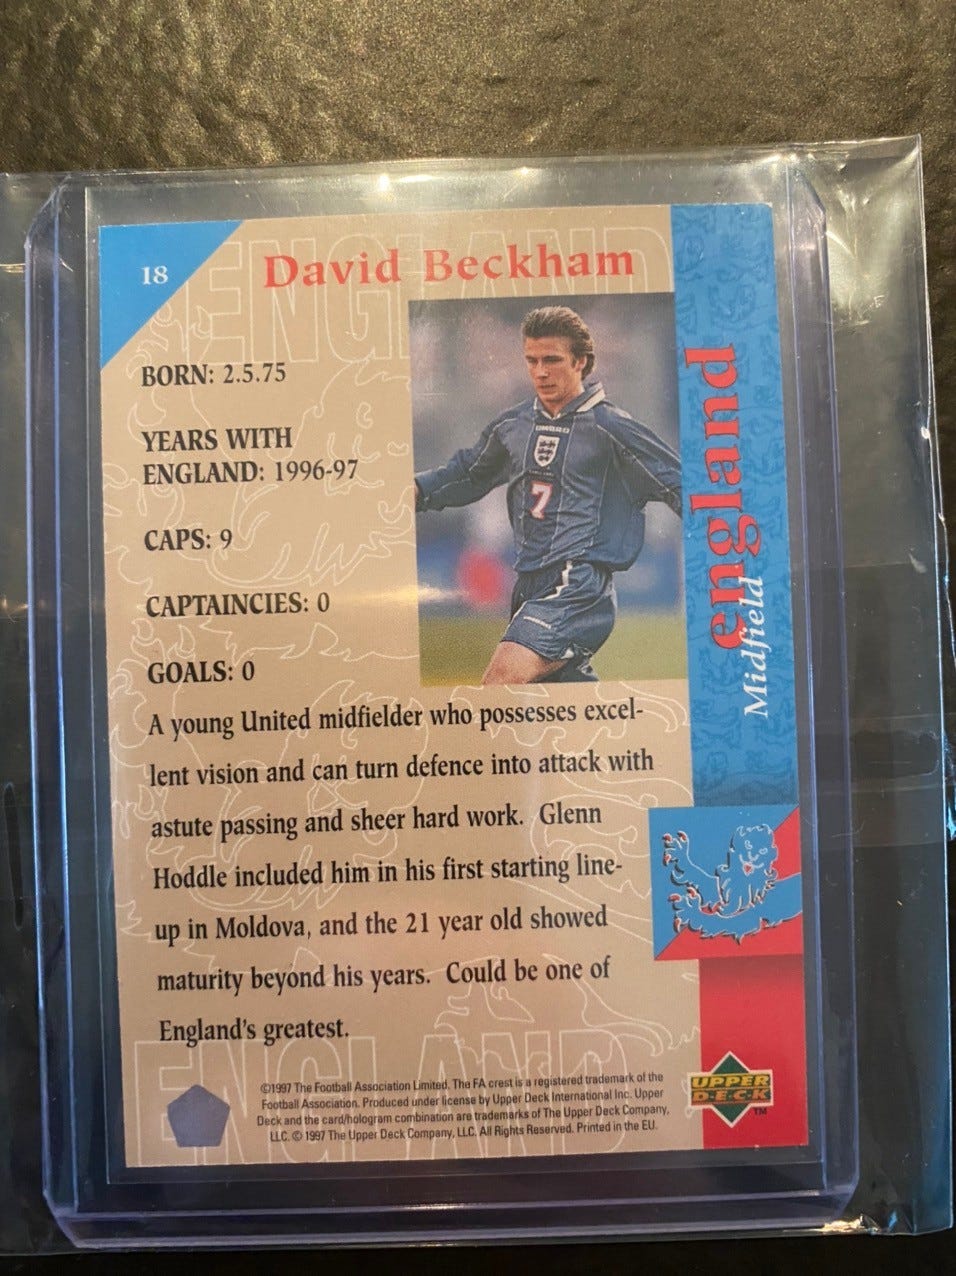 ENGLAND
18
David Beckham
BORN: 2.5.75
YEARS WITH
ENGLAND: 1996-97
CAPS: 9
CAPTAINCIES: 0
GOALS: 0
UMBRO
7
england
Midfield
A young United midfielder who possesses excel-
lent vision and can turn defence into attack with
astute passing and sheer hard work. Glenn
Hoddle included him in his first starting line-
up in Moldova, and the 21 year old showed
maturity beyond his years. Could be one of
England's greatest.
ENGLAND
©1997 The Football Association Limited. The FA crest is a registered trademark of the
Football Association. Produced under license by Upper Deck International Inc. Upper
Deck and the card/hologram combination are trademarks of The Upper Deck Company,
LLC. © 1997 The Upper Deck Company, LLC. All Rights Reserved. Printed in the EU.
UPPER
D·E·C·K
TM